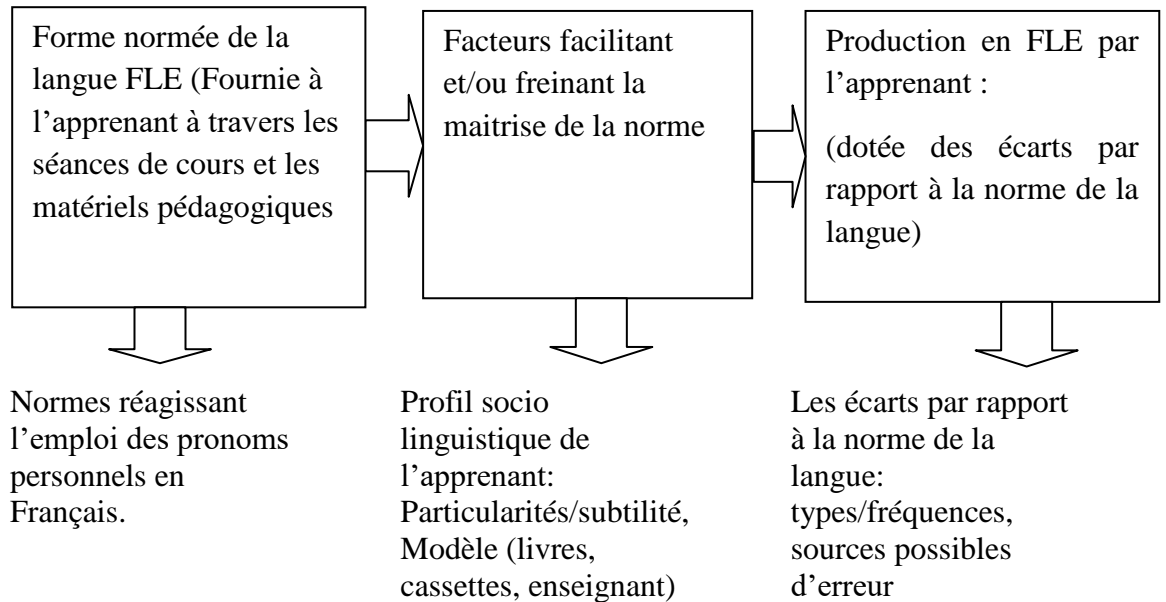 Forme normée de la
langue FLE (Fournie à
l’apprenant à travers les
séances de cours et les
matériels pédagogiques
Facteurs facilitant
et/ou freinant la
maitrise de la norme
Production en FLE par
l’apprenant :
(dotée des écarts par
rapport à la norme de la
langue)
Normes réagissant
l’emploi des pronoms
personnels en
Français.
Profil socio
linguistique de
l’apprenant:
Particularités/subtilité,
Modèle (livres,
cassettes, enseignant)
Les écarts par rapport
à la norme de la
langue:
types/fréquences,
sources possibles
d’erreur